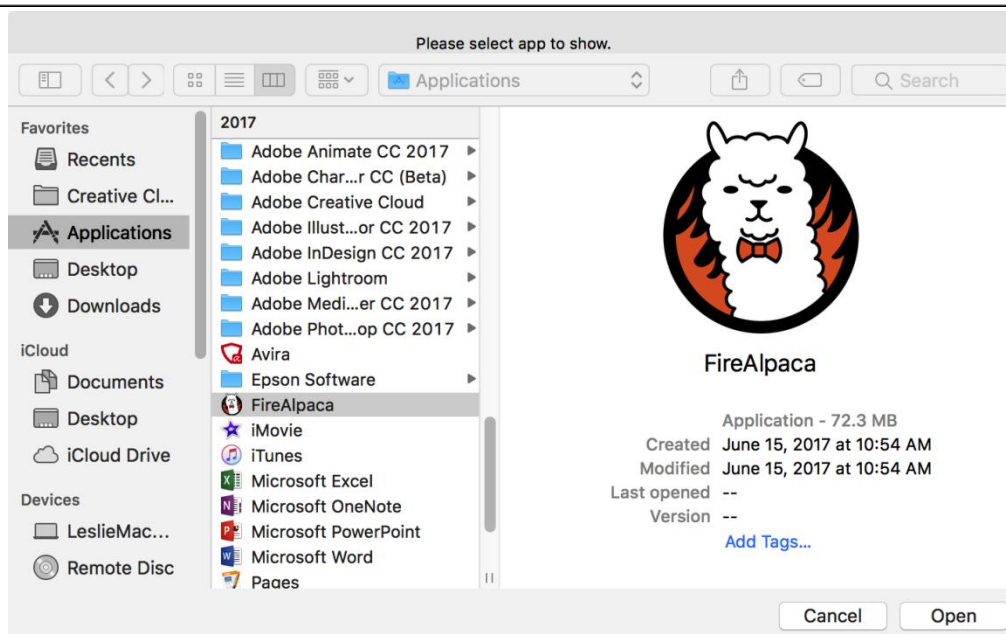 Please select app to show.
Applications
Search
Favorites
Recents
Creative Cl...
Applications
Desktop
Downloads
iCloud
Documents
Desktop
iCloud Drive
Devices
LeslieMac...
Remote Disc
2017
Adobe Animate CC 2017
Adobe Char...r CC (Beta)
Adobe Creative Cloud
Adobe Illust...or CC 2017
Adobe InDesign CC 2017
Adobe Lightroom
Adobe Medi...er CC 2017
Adobe Phot...op CC 2017
Avira
Epson Software
FireAlpaca
iMovie
iTunes
Microsoft Excel
Microsoft OneNote
Microsoft PowerPoint
Microsoft Word
Pages
FireAlpaca
Application - 72.3 MB
Created June 15, 2017 at 10:54 AM
Modified June 15, 2017 at 10:54 AM
Last opened --
Version --
Add Tags...
Cancel
Open